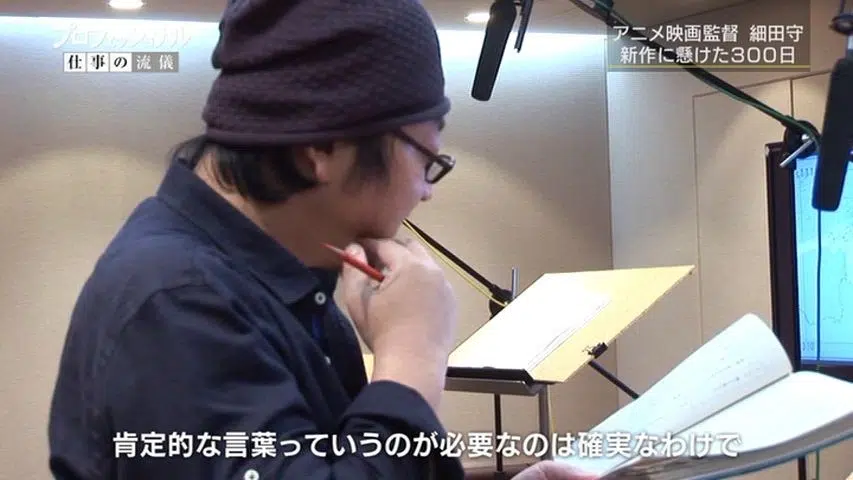 プロフェッショナル
仕事の流儀
アニメ映画監督 細田守
新作に懸けた300日
肯定的な言葉っていうのが必要なのは確実なわけで